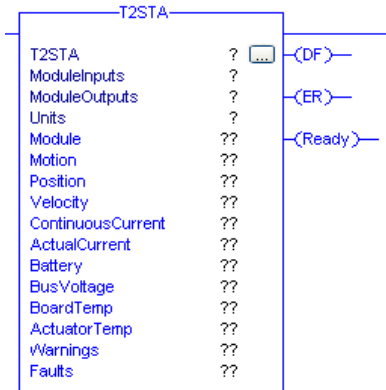 T2STA
T2STA ? ... (DF)
ModuleInputs ?
ModuleOutputs ? (ER)
Units ?
Module ?? (Ready)
Motion ??
Position ??
Velocity ??
ContinuousCurrent ??
ActualCurrent ??
Battery ??
BusVoltage ??
BoardTemp ??
ActuatorTemp ??
Warnings ??
Faults ??